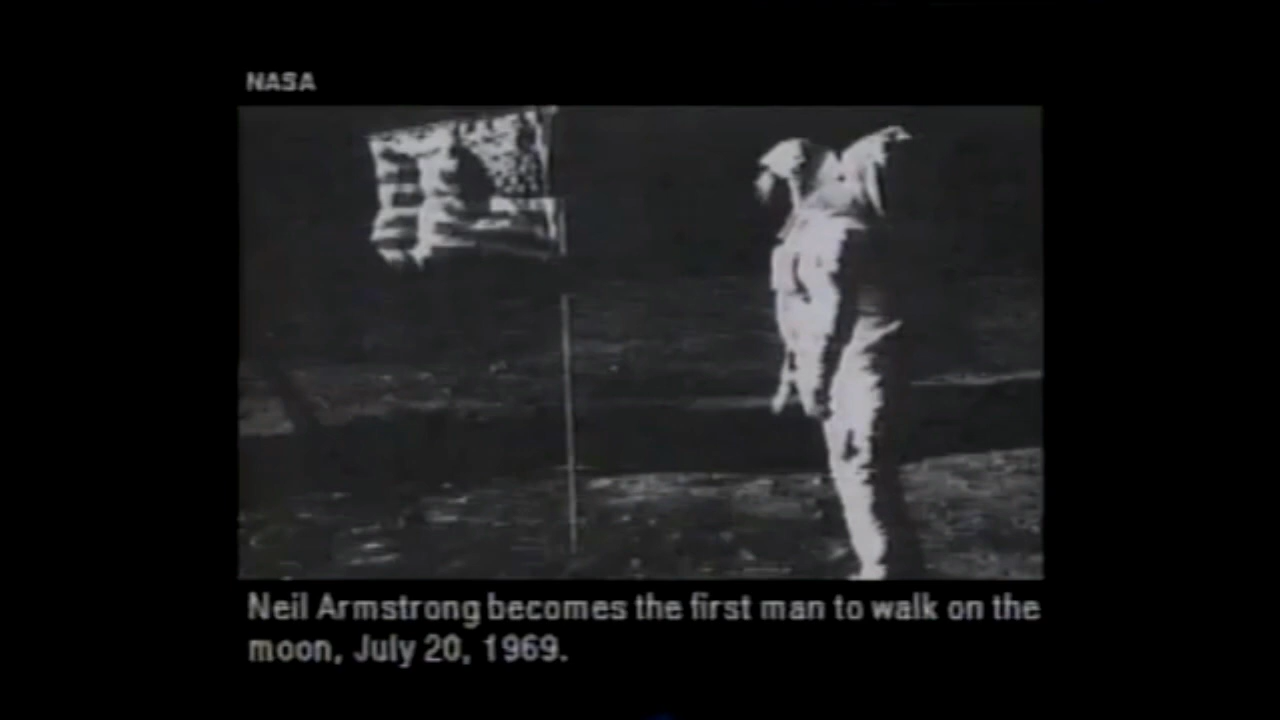 NASA
Neil Armstrong becomes the first man to walk on the
moon, July 20, 1969.